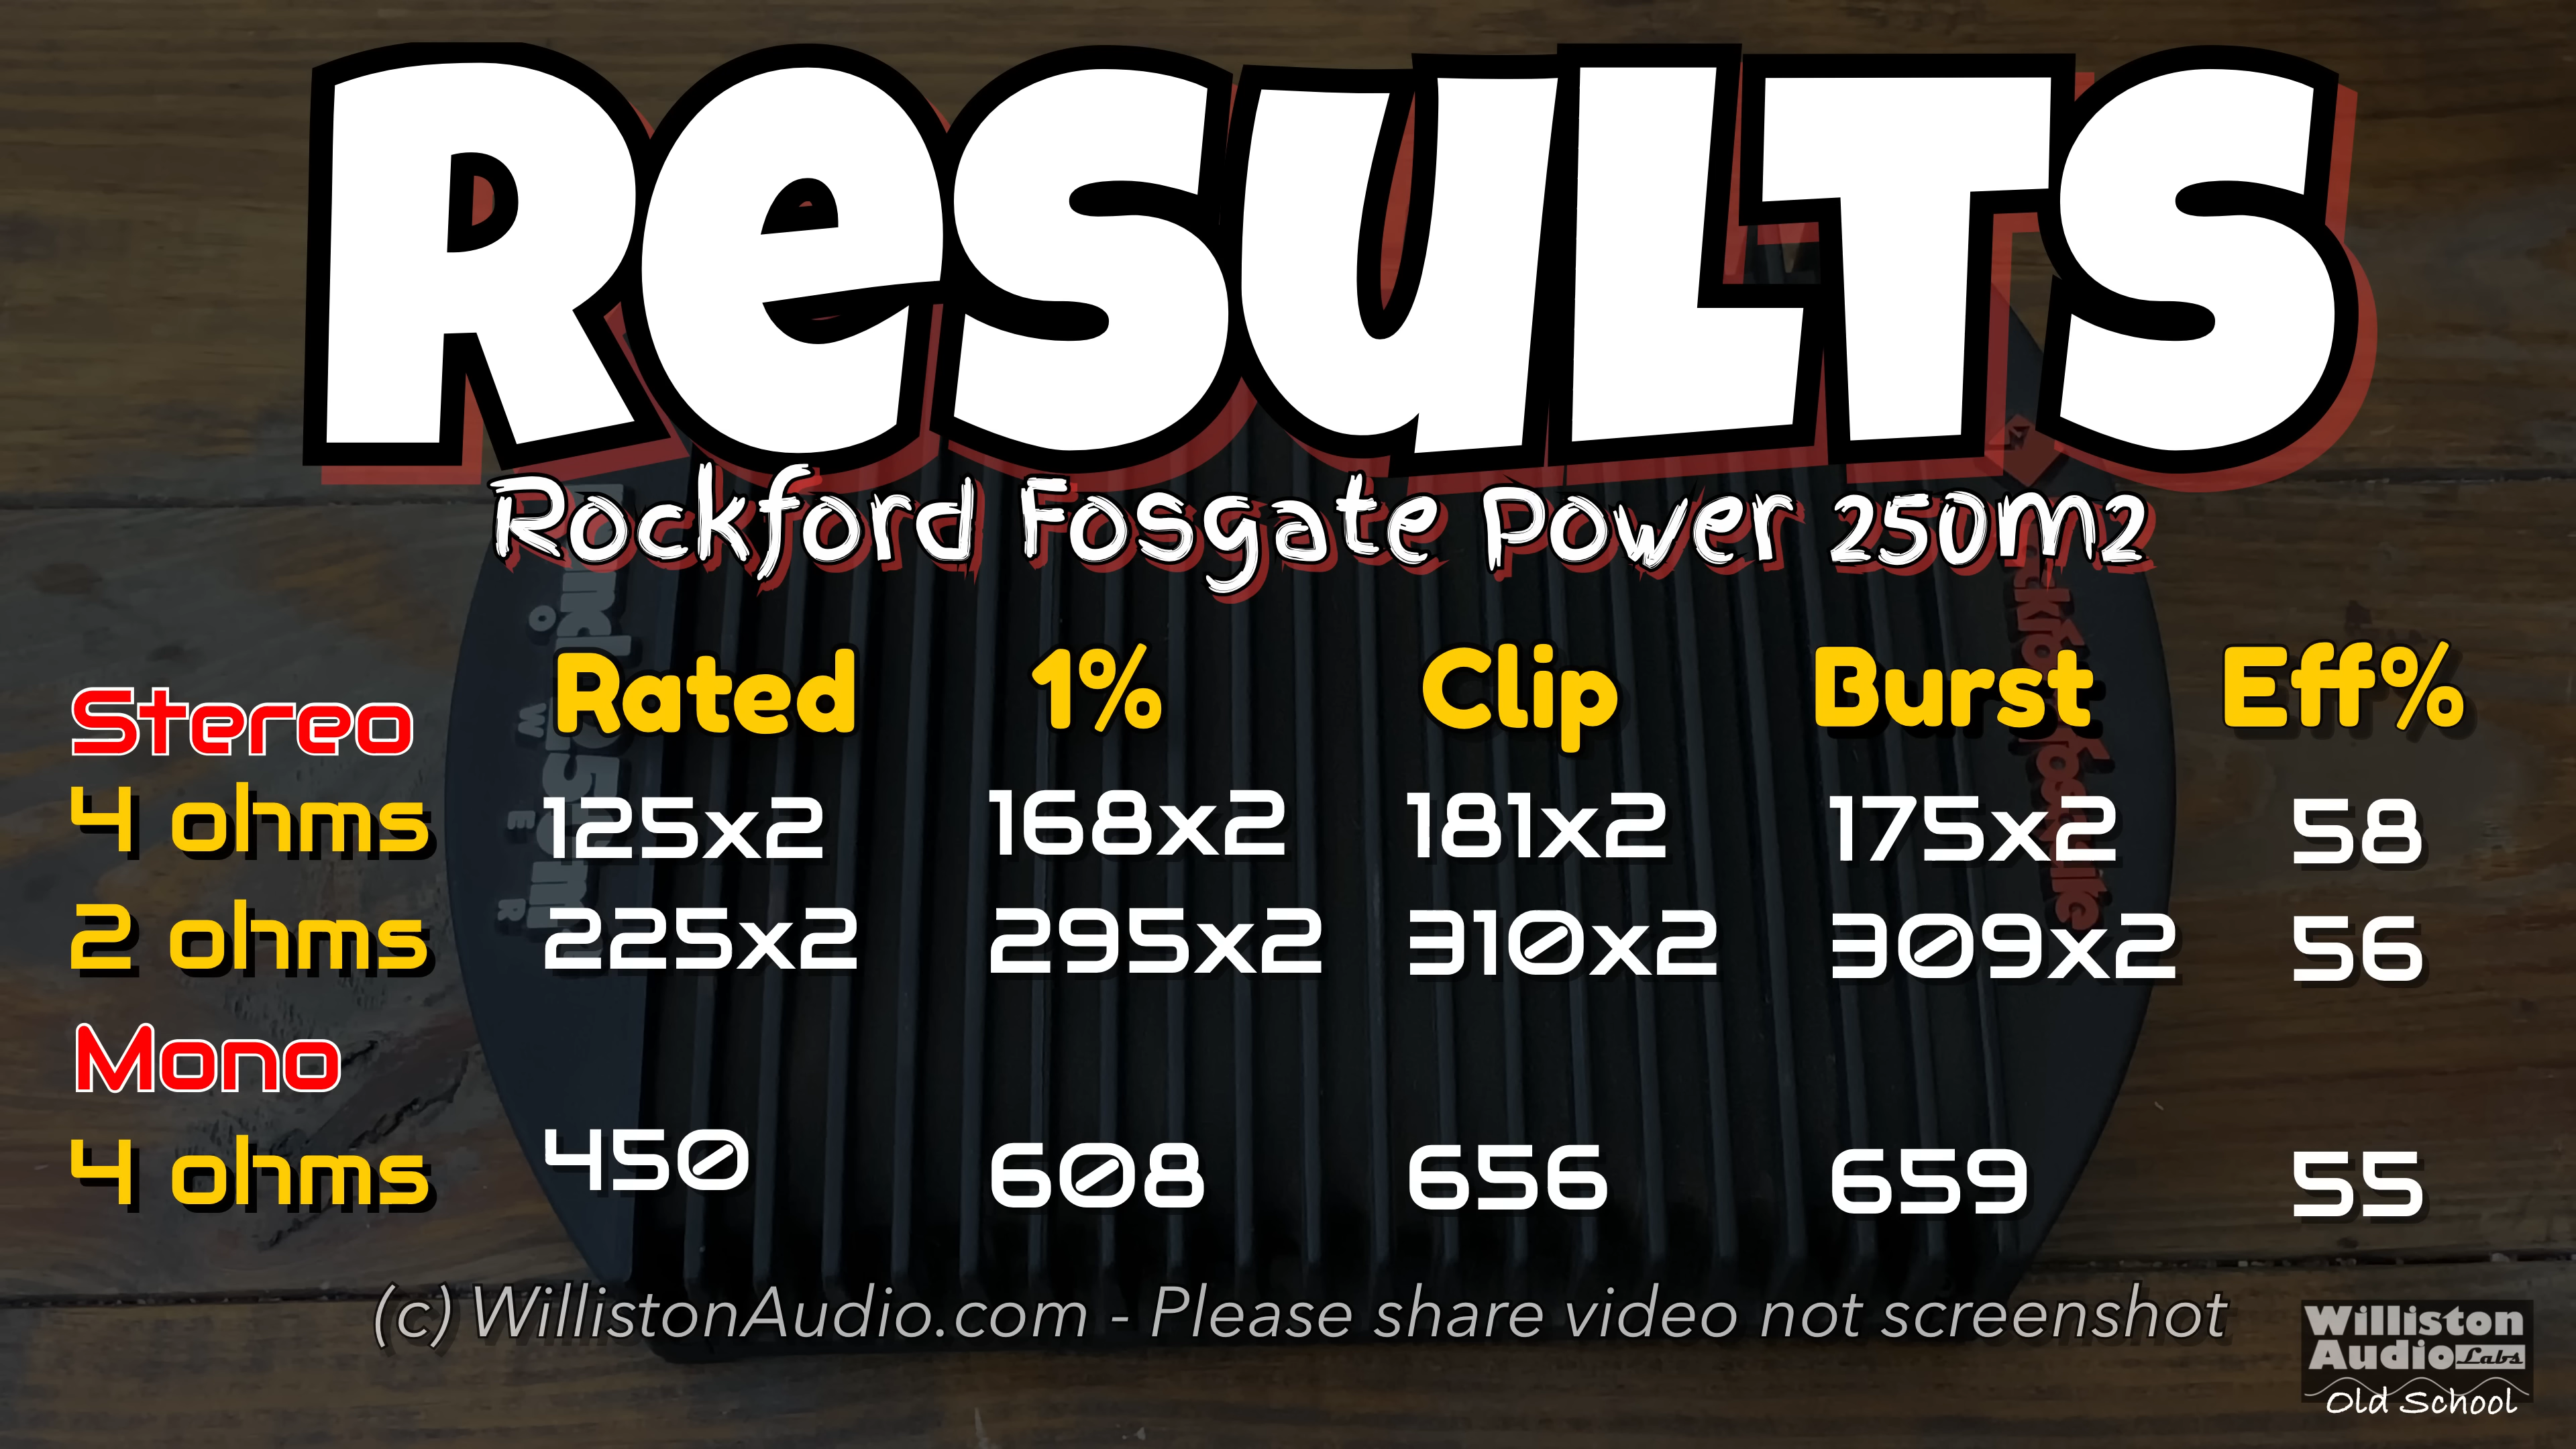 Results
Rockford Fosgate Power 250m2
Rated 1% Clip Burst Eff%
Stereo
4 ohms 125x2 168x2 181x2 175x2 58
2 ohms 225x2 295x2 310x2 309x2 56
Mono
4 ohms 450 608 656 659 55
(c) WillistonAudio.com - Please share video not screenshot
Williston
Audio Labs
Old School